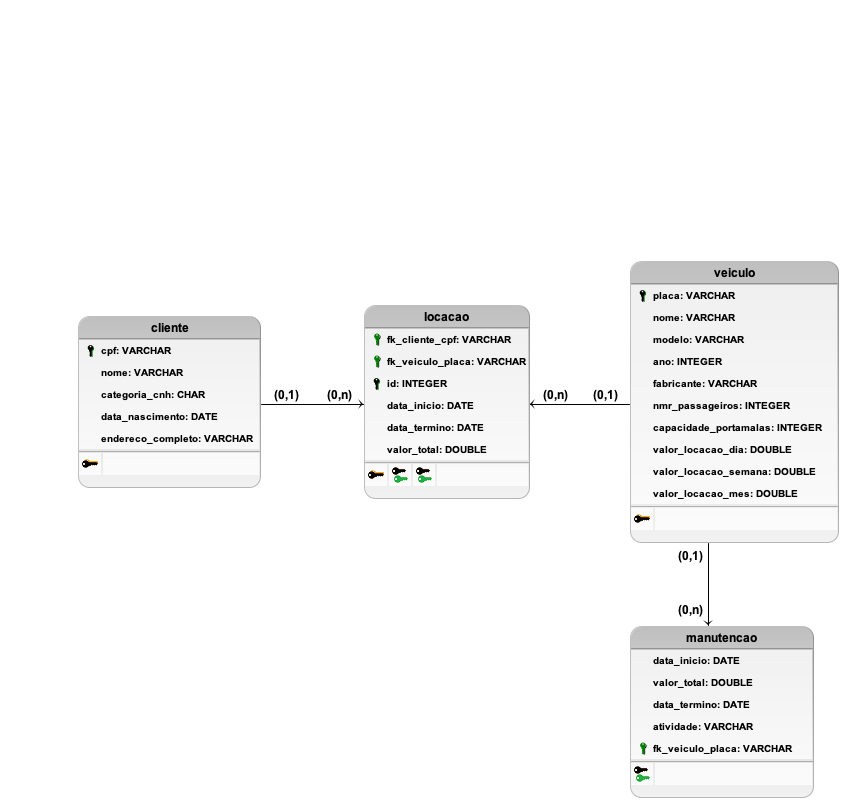 cliente
cpf: VARCHAR
nome: VARCHAR
categoria_cnh: CHAR
data_nascimento: DATE
endereco_completo: VARCHAR
(0,1)
(0,n)
locacao
fk_cliente_cpf: VARCHAR
fk_veiculo_placa: VARCHAR
id: INTEGER
data_inicio: DATE
data_termino: DATE
valor_total: DOUBLE
(0,n)
(0,1)
veiculo
placa: VARCHAR
nome: VARCHAR
modelo: VARCHAR
ano: INTEGER
fabricante: VARCHAR
nmr_passageiros: INTEGER
capacidade_portamalas: INTEGER
valor_locacao_dia: DOUBLE
valor_locacao_semana: DOUBLE
valor_locacao_mes: DOUBLE
(0,1)
(0,n)
manutencao
data_inicio: DATE
valor_total: DOUBLE
data_termino: DATE
atividade: VARCHAR
fk_veiculo_placa: VARCHAR